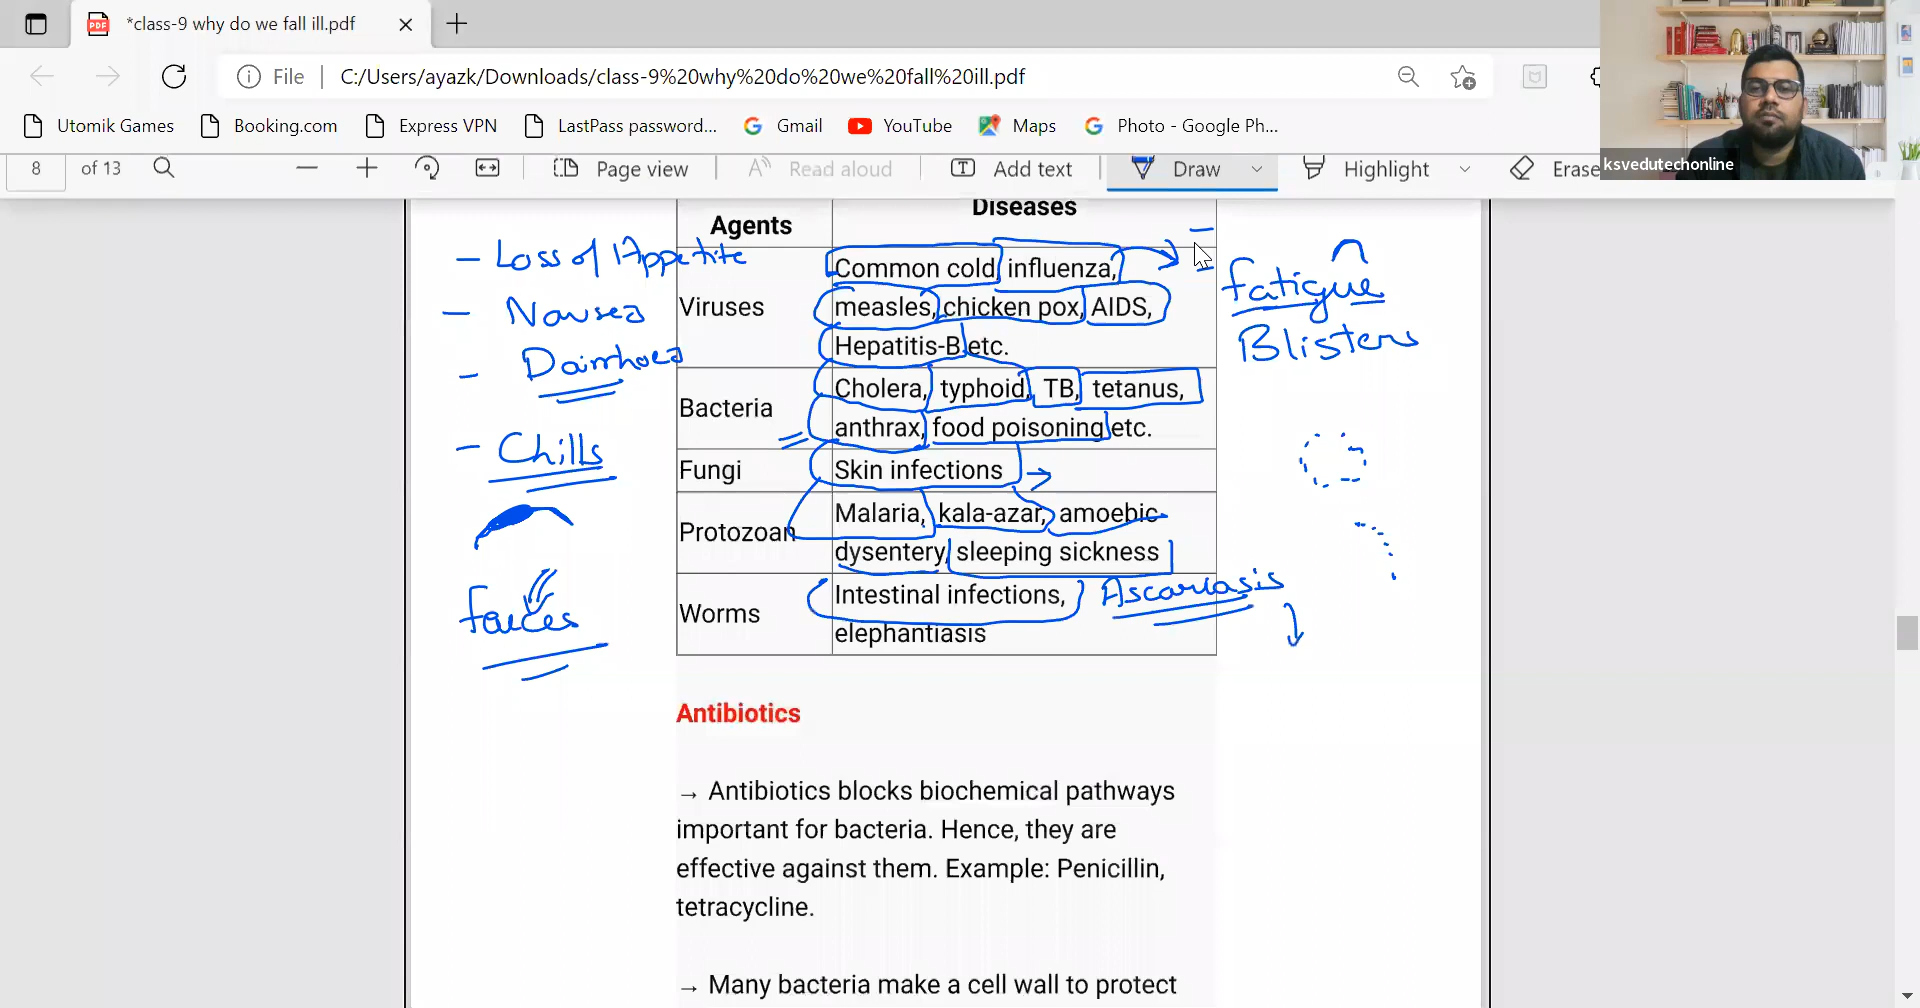 *class-9 why do we fall ill.pdf
File | C:/Users/ayazk/Downloads/class-9%20why%20do%20we%20fall%20ill.pdf
Utomik Games Booking.com Express VPN LastPass password... Gmail YouTube Maps Photo - Google Ph...
ksvedutechonline
8 of 13 Page view Read aloud Add text Draw Highlight Erase
Agents Diseases
Viruses Common cold, influenza,
measles, chicken pox, AIDS,
Hepatitis-B etc.
Bacteria Cholera, typhoid, TB, tetanus,
anthrax, food poisoning etc.
Fungi Skin infections
Protozoan Malaria, kala-azar, amoebic
dysentery, sleeping sickness
Worms Intestinal infections,
elephantiasis
- Loss of Appetite
- Nausea
- Dairrhoea
- Chills
faeces
fatigue
Blisters
Ascariasis
Antibiotics
→ Antibiotics blocks biochemical pathways
important for bacteria. Hence, they are
effective against them. Example: Penicillin,
tetracycline.
→ Many bacteria make a cell wall to protect